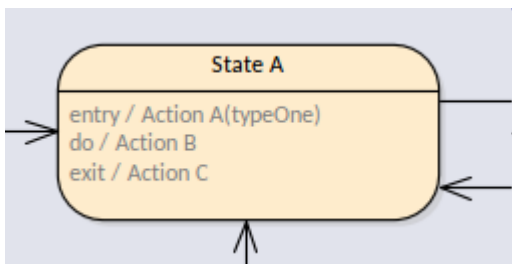 State A
entry / Action A(typeOne)
do / Action B
exit / Action C